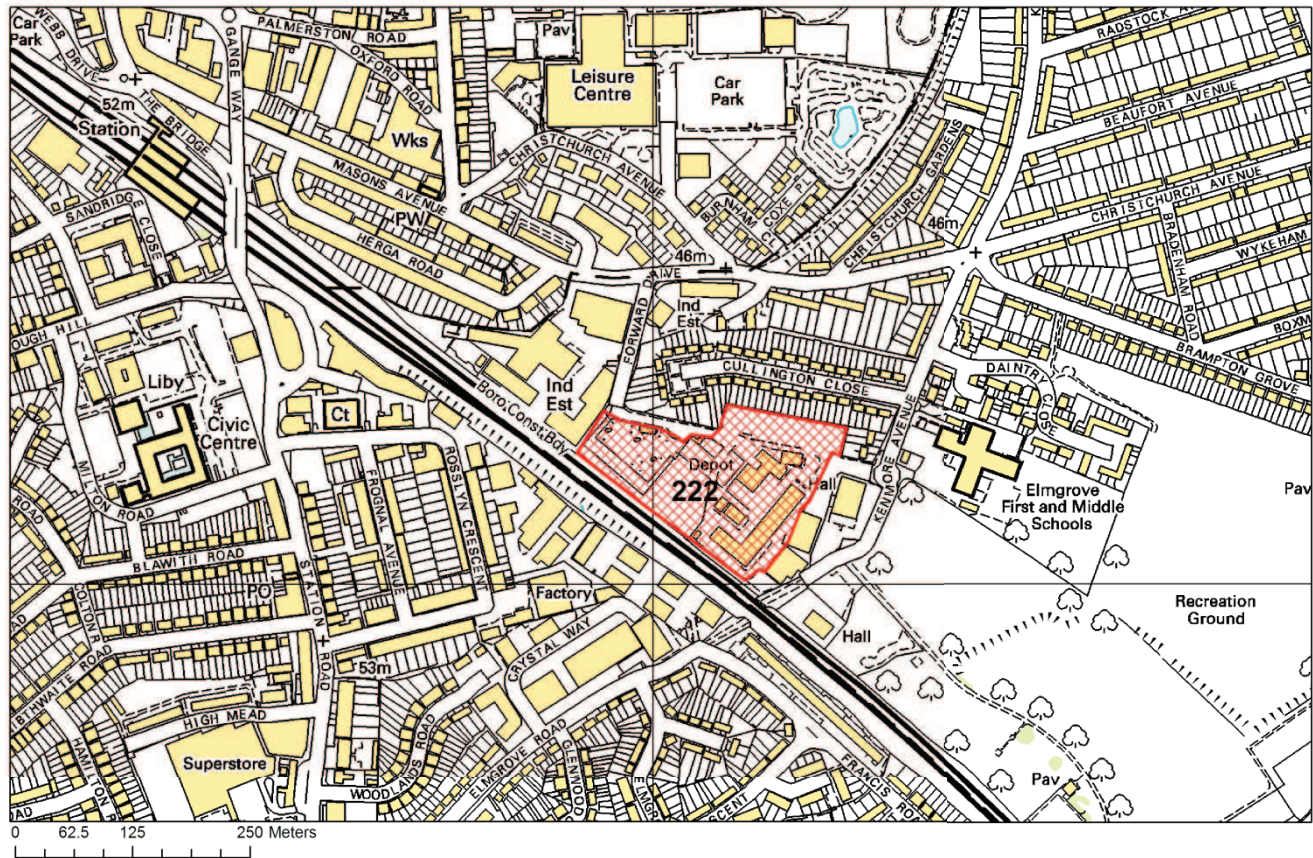 Car
Park
WEBB DRIVE
THE BRIDGE
52m
Station
GANGE WAY
PALMERSTON ROAD
OXFORD ROAD
Wks
Pav
Leisure
Centre
Car
Park
RADSTOCK
BEAUFORT AVENUE
CHRISTCHURCH AVENUE
BRADENHAM ROAD
WYKEHAM
BRAMPTON GROVE
CHRISTCHURCH AVENUE
CHRISTCHURCH GARDENS
BURNHAM CL
COXE PL
46m
46m
MASONS AVENUE
PW
HERGA ROAD
SANDRIDGE CLOSE
FORWARD DRIVE
Ind
Est
Ind
Est
CULLINGTON CLOSE
DAINTRY CLOSE
KENMORE AVENUE
OUGH HILL
Liby
Civic
Centre
Ct
Boro Const Bdy
MILTON ROAD
ROSSLYN CRESCENT
FROGNAL AVENUE
Depot
222
Hall
Elmgrove
First and Middle
Schools
Pav
BLAWITH ROAD
PO
STATION ROAD
Factory
CRYSTAL WAY
Hall
Recreation
Ground
53m
HIGH MEAD
HAMILTON R
Superstore
WOODLANDS ROAD
ELMGROVE ROAD
GLENWOOD
ELMGR
FRANCIS ROA
Pav
0 62.5 125 250 Meters